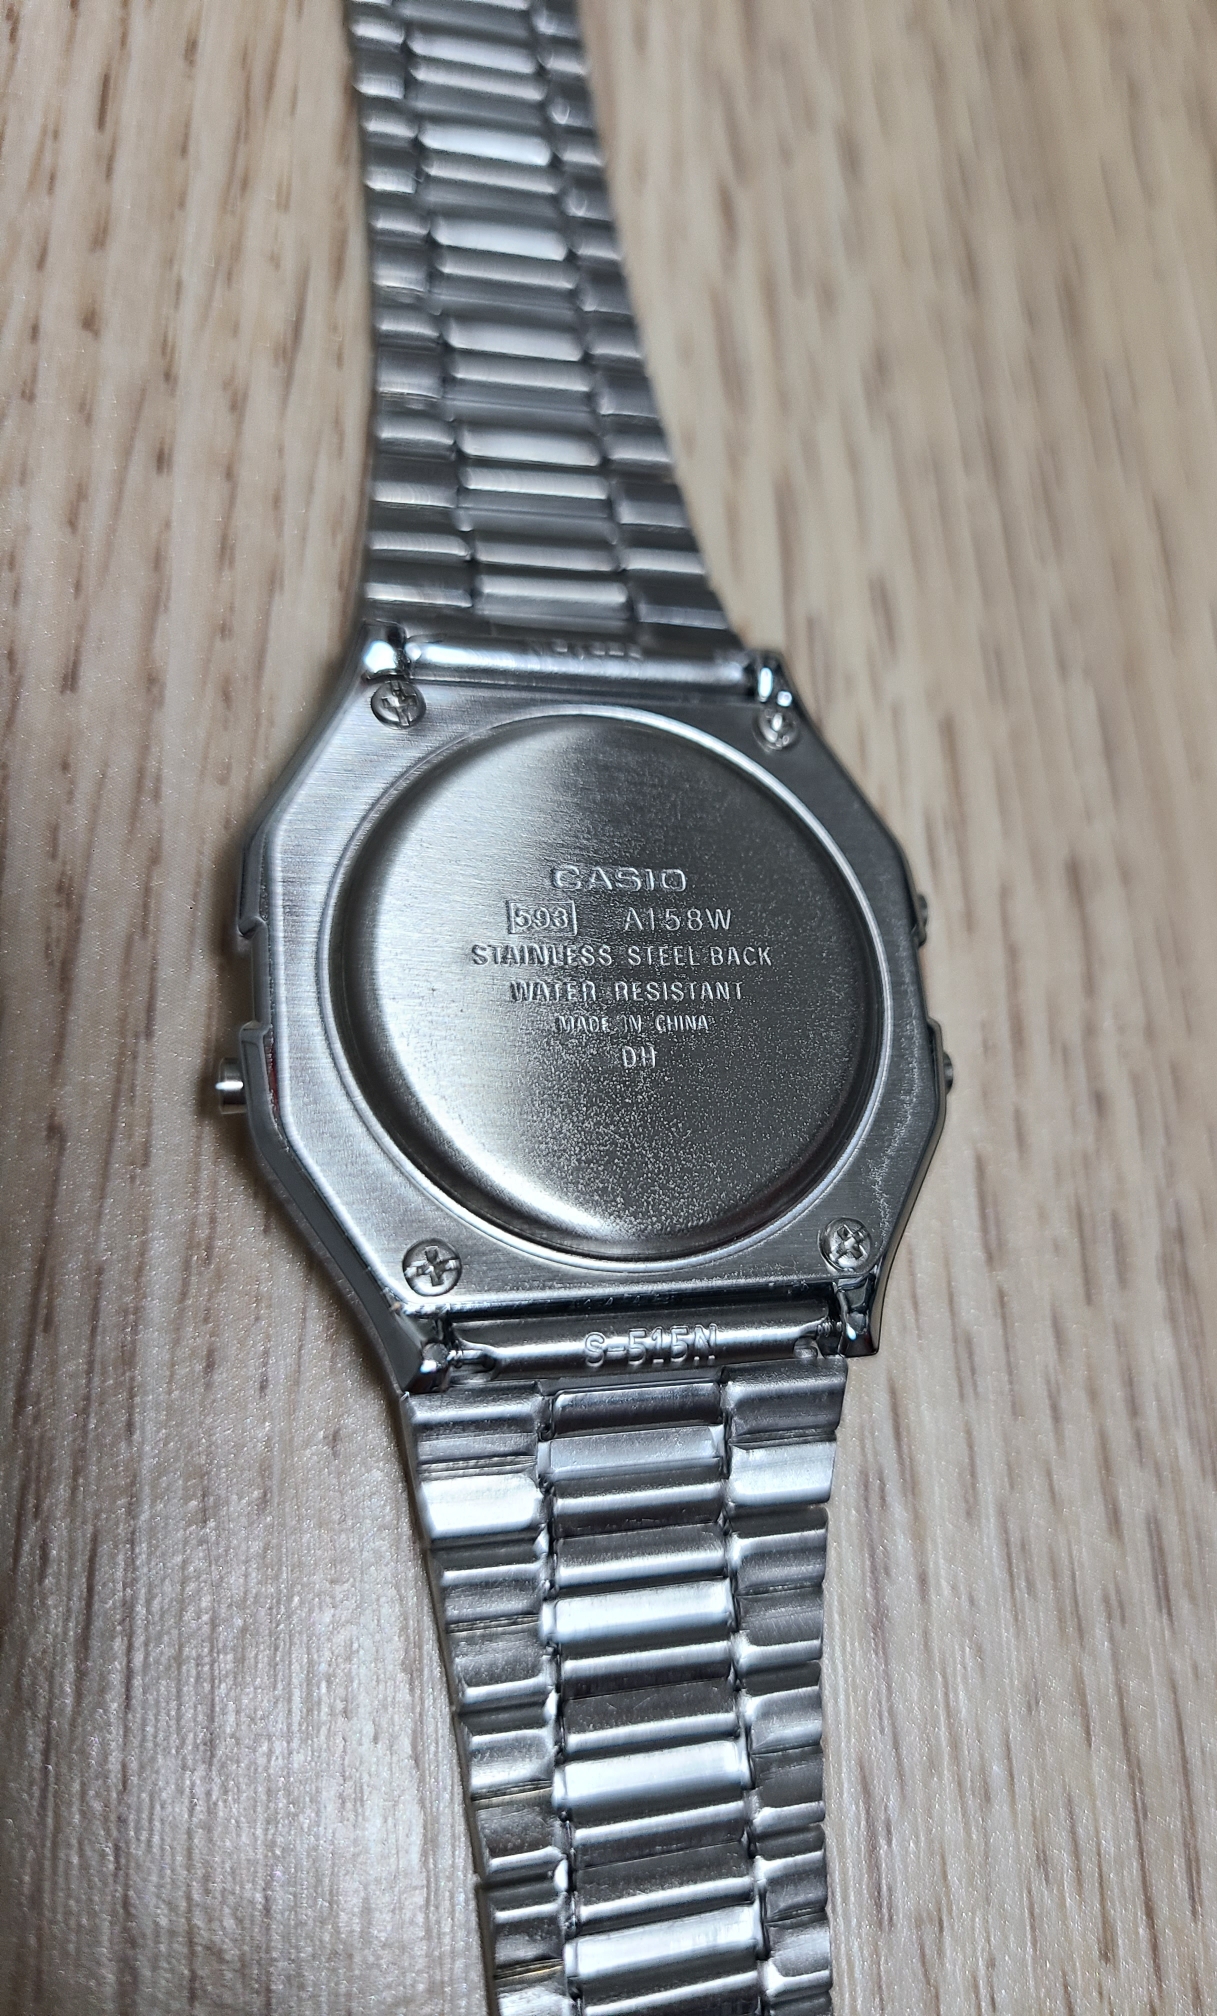 CASIO
593 A158W
STAINLESS STEEL BACK
WATER RESISTANT
MADE IN CHINA
DH
S-515N